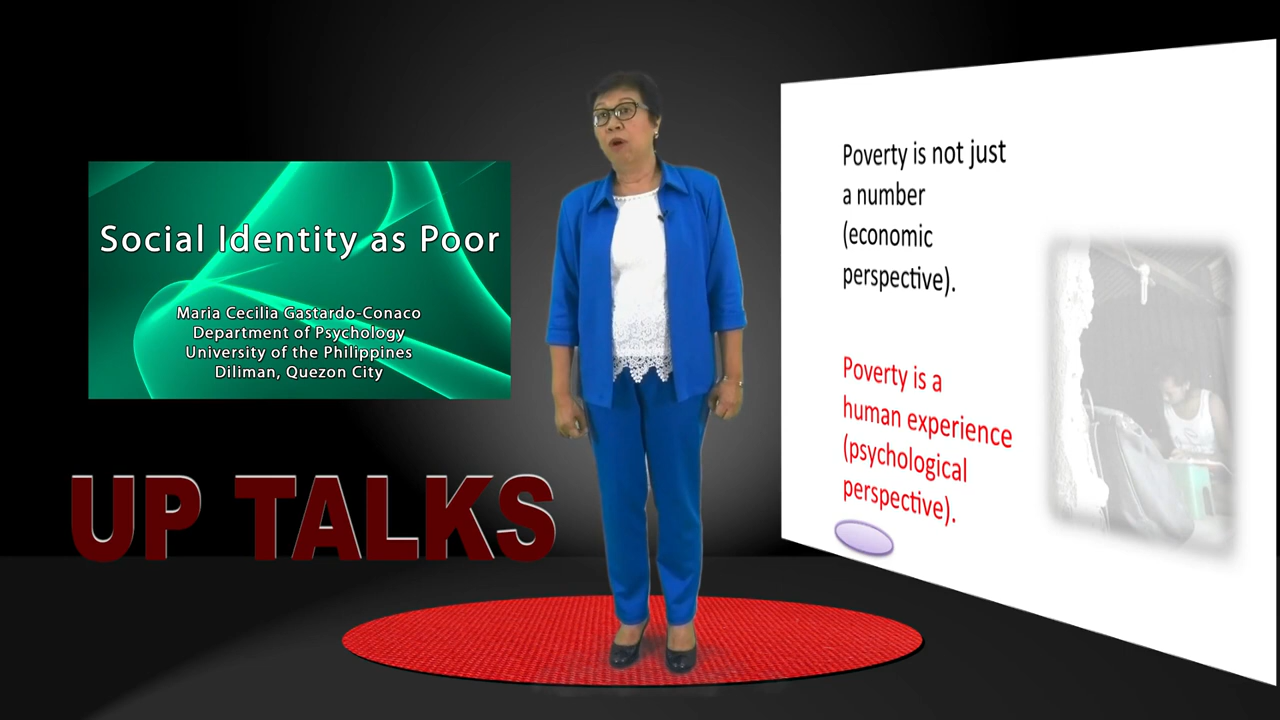 Social Identity as Poor
Maria Cecilia Gastardo-Conaco
Department of Psychology
University of the Philippines
Diliman, Quezon City
UP TALKS
Poverty is not just
a number
(economic
perspective).
Poverty is a
human experience
(psychological
perspective).